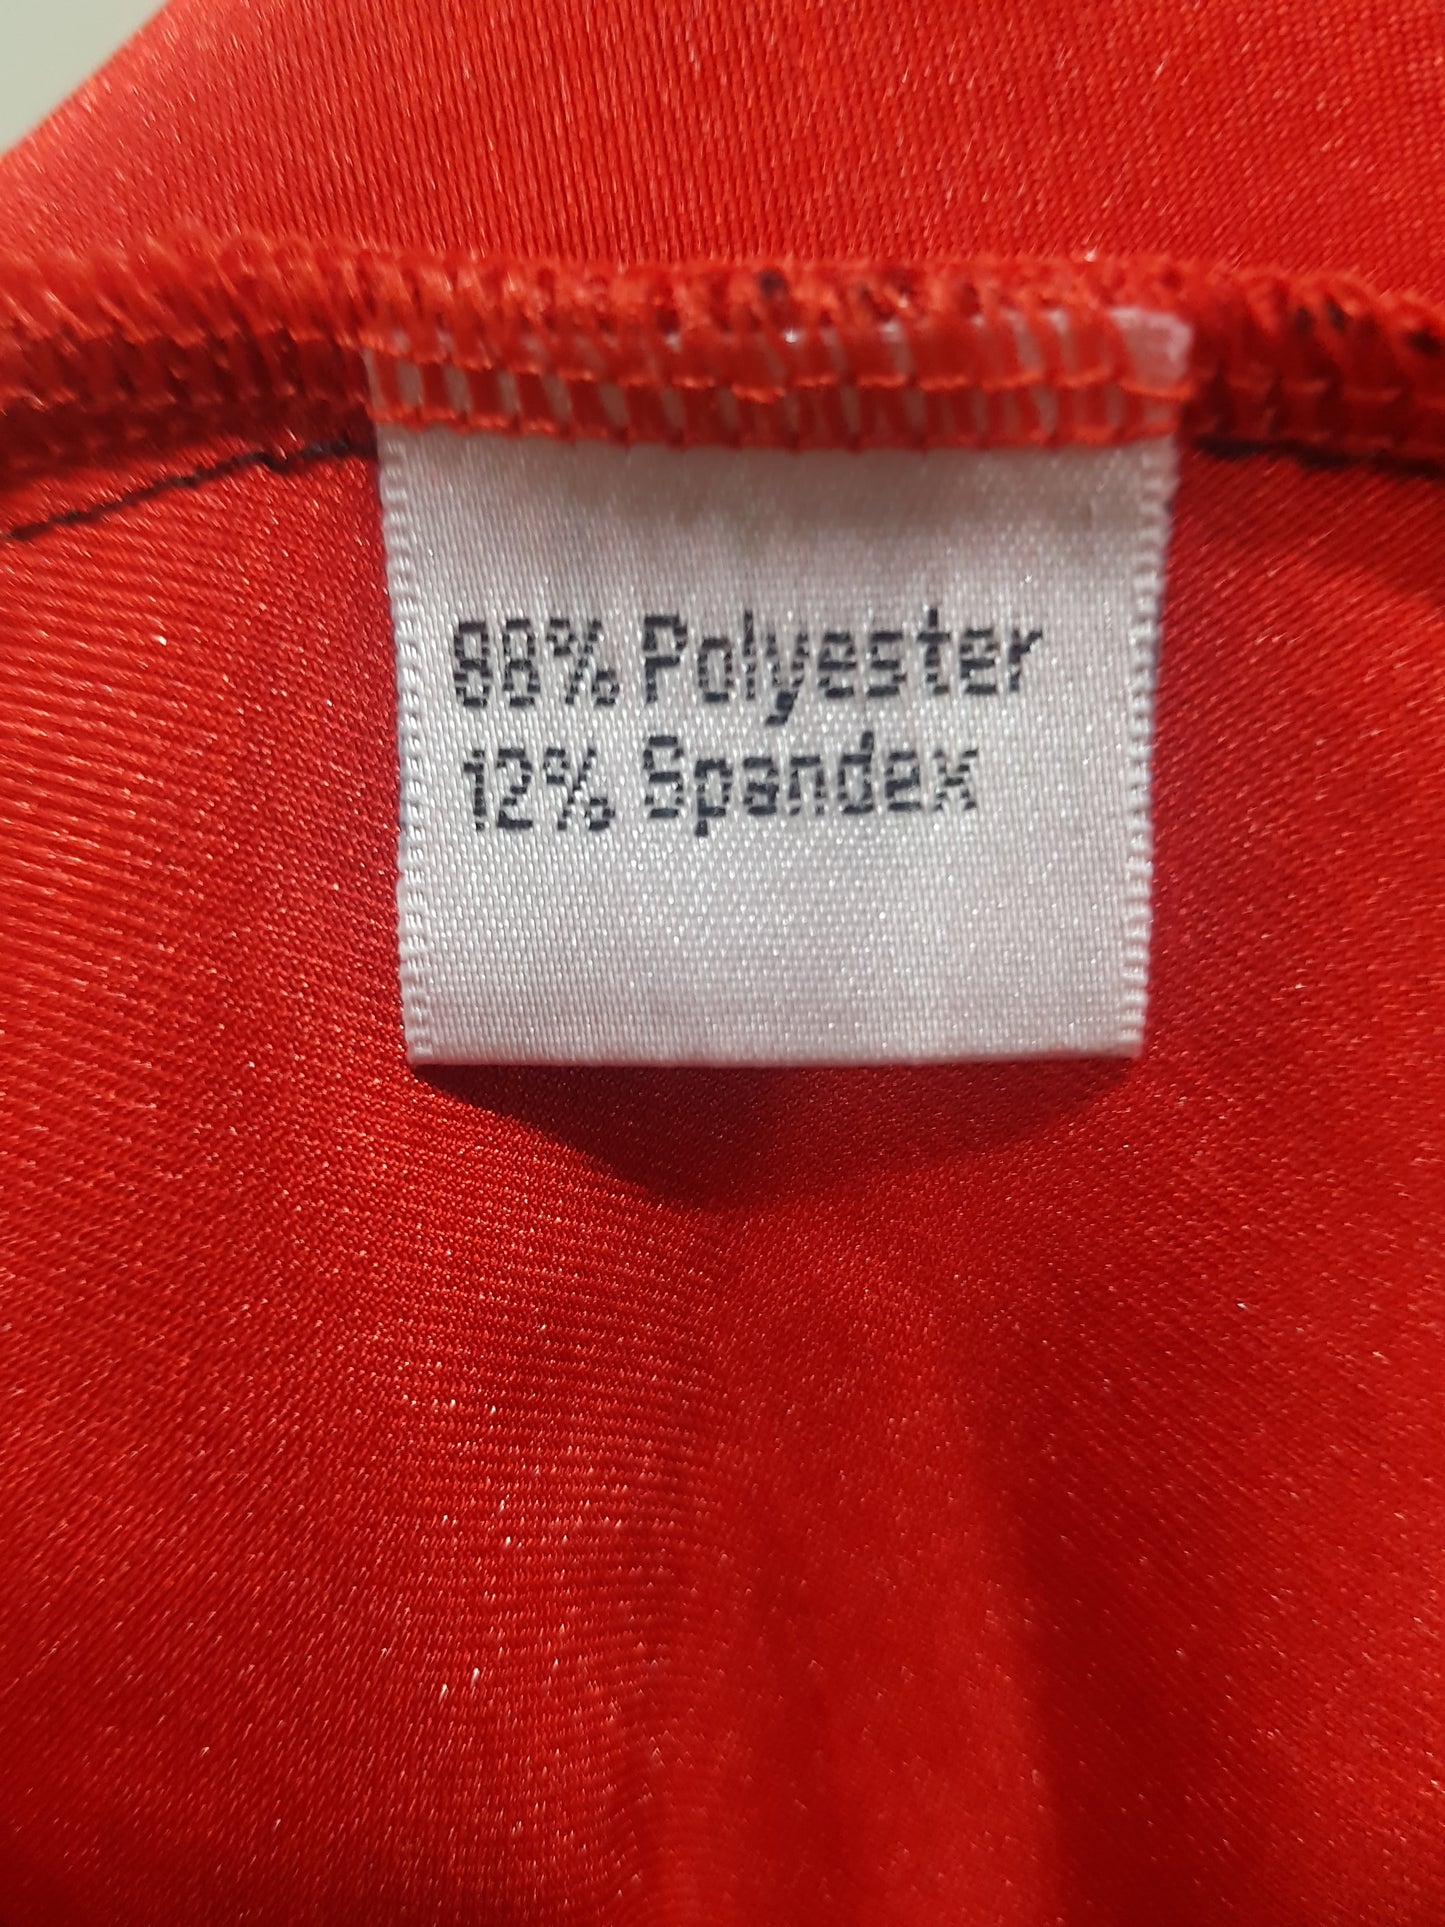 88% Polyester
12% Spandex